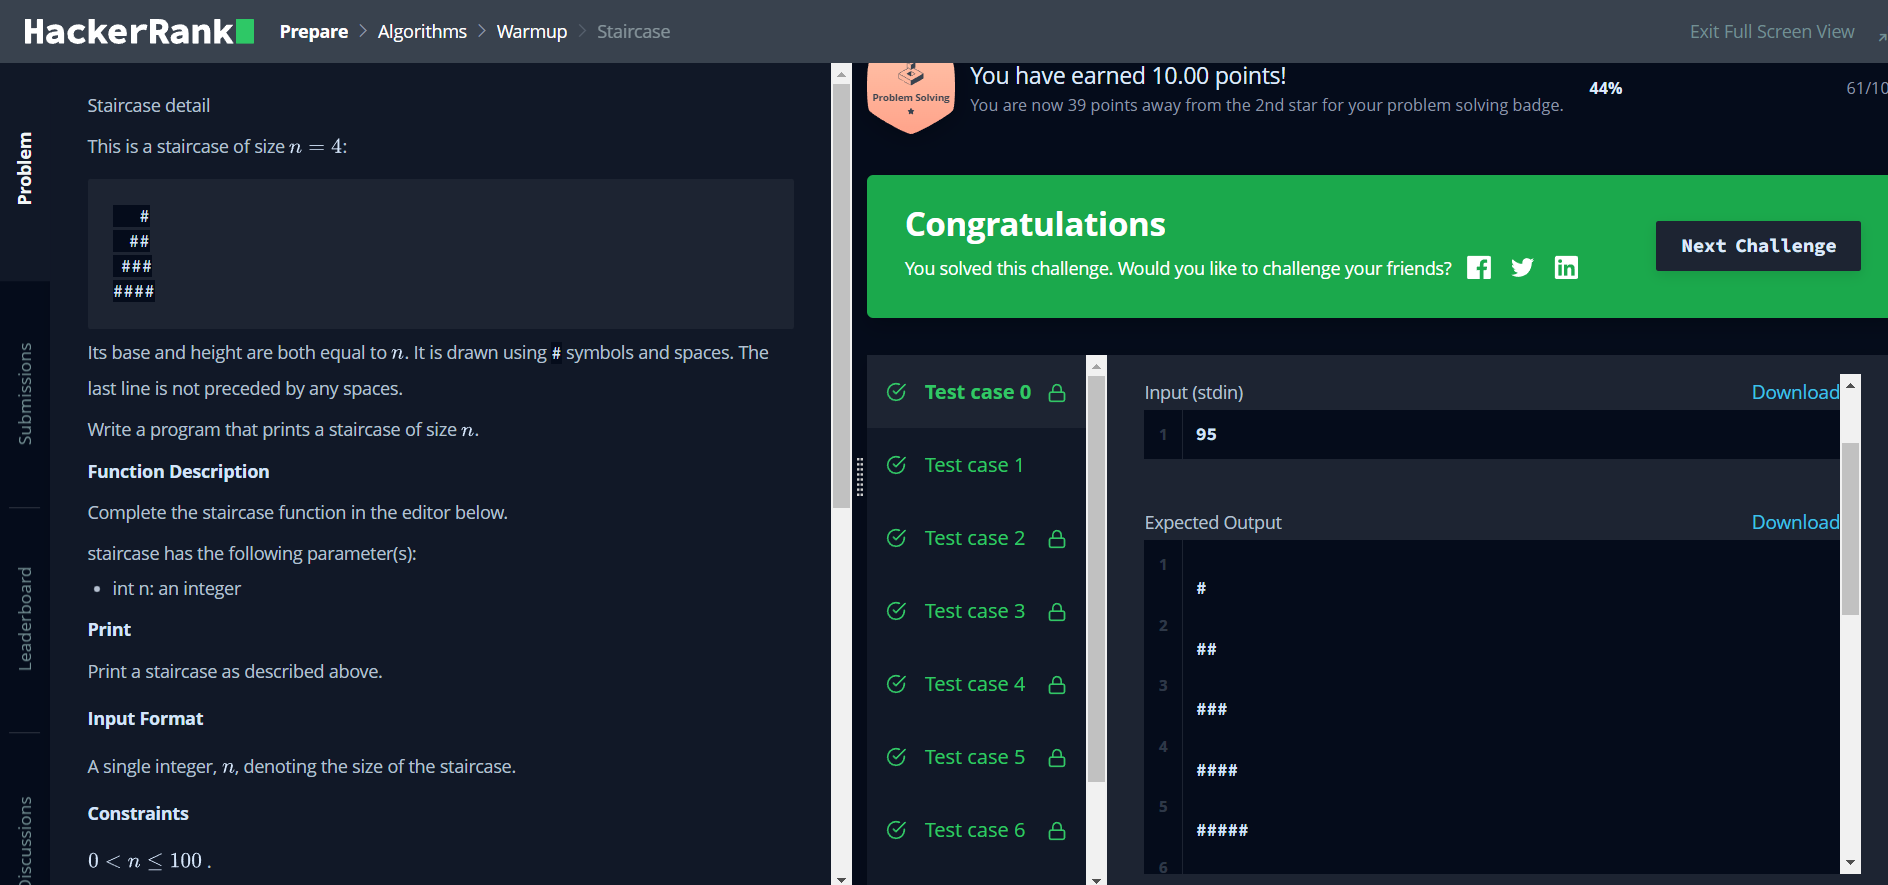 HackerRank
Prepare > Algorithms > Warmup > Staircase
Exit Full Screen View
Problem
Submissions
Leaderboard
Discussions
Staircase detail
This is a staircase of size n = 4:
   #
  ##
 ###
####
Its base and height are both equal to n. It is drawn using # symbols and spaces. The
last line is not preceded by any spaces.
Write a program that prints a staircase of size n.
Function Description
Complete the staircase function in the editor below.
staircase has the following parameter(s):
• int n: an integer
Print
Print a staircase as described above.
Input Format
A single integer, n, denoting the size of the staircase.
Constraints
0 < n ≤ 100 .
Problem Solving
You have earned 10.00 points!
You are now 39 points away from the 2nd star for your problem solving badge.
44%
61/10
Congratulations
You solved this challenge. Would you like to challenge your friends?
Next Challenge
Test case 0
Test case 1
Test case 2
Test case 3
Test case 4
Test case 5
Test case 6
Input (stdin)
Download
1 95
Expected Output
Download
1
#
2
##
3
###
4
####
5
#####
6